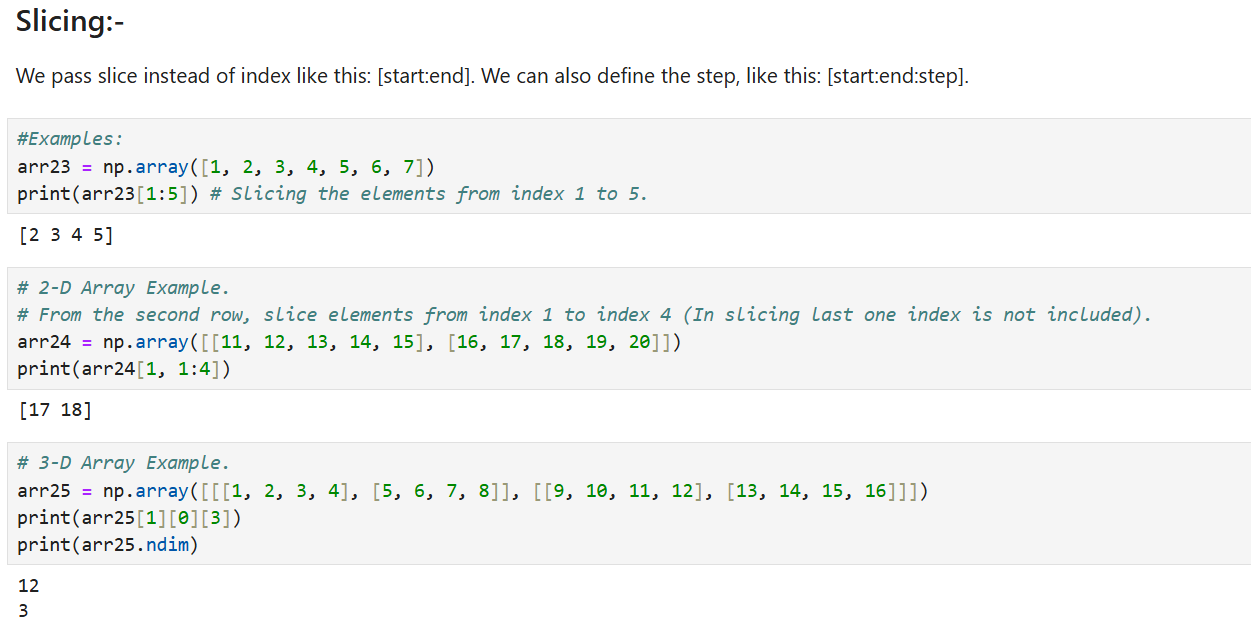 Slicing:-
We pass slice instead of index like this: [start:end]. We can also define the step, like this: [start:end:step].
#Examples:
arr23 = np.array([1, 2, 3, 4, 5, 6, 7])
print(arr23[1:5]) # Slicing the elements from index 1 to 5.
[2 3 4 5]
# 2-D Array Example.
# From the second row, slice elements from index 1 to index 4 (In slicing last one index is not included).
arr24 = np.array([[11, 12, 13, 14, 15], [16, 17, 18, 19, 20]])
print(arr24[1, 1:4])
[17 18]
# 3-D Array Example.
arr25 = np.array([[[1, 2, 3, 4], [5, 6, 7, 8]], [[9, 10, 11, 12], [13, 14, 15, 16]]])
print(arr25[1][0][3])
print(arr25.ndim)
12
3